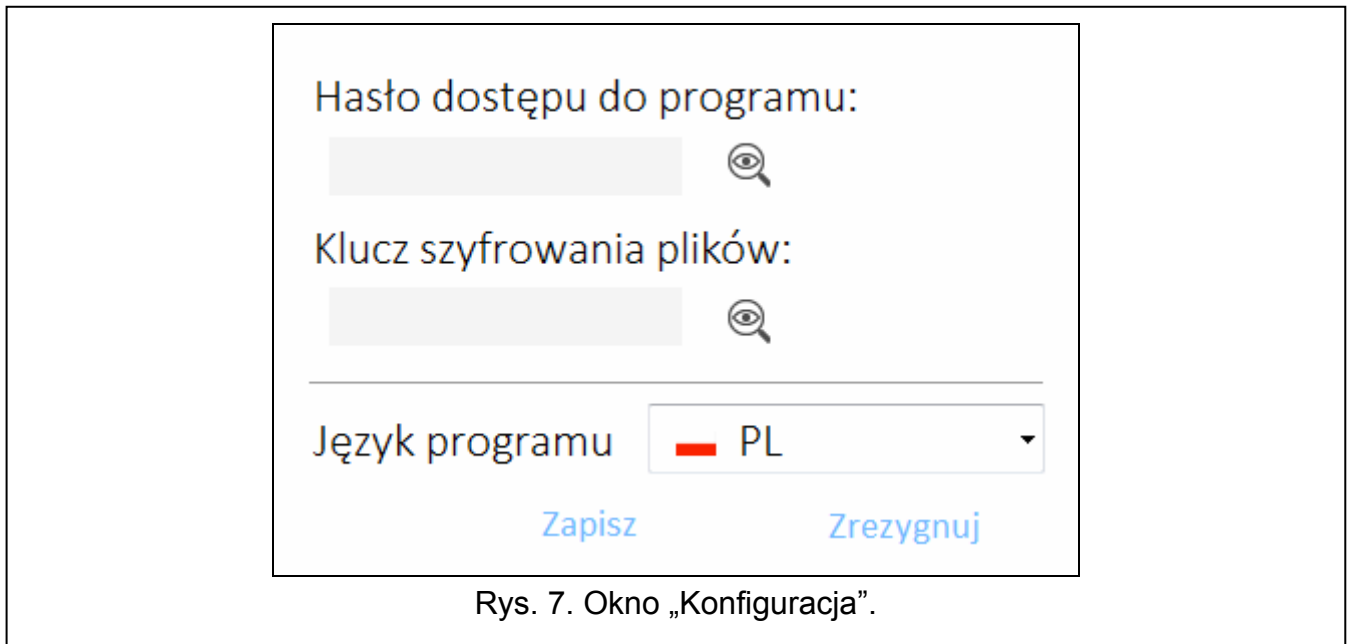 Hasło dostępu do programu:
Klucz szyfrowania plików:
Język programu PL
Zapisz Zrezygnuj
Rys. 7. Okno „Konfiguracja”.